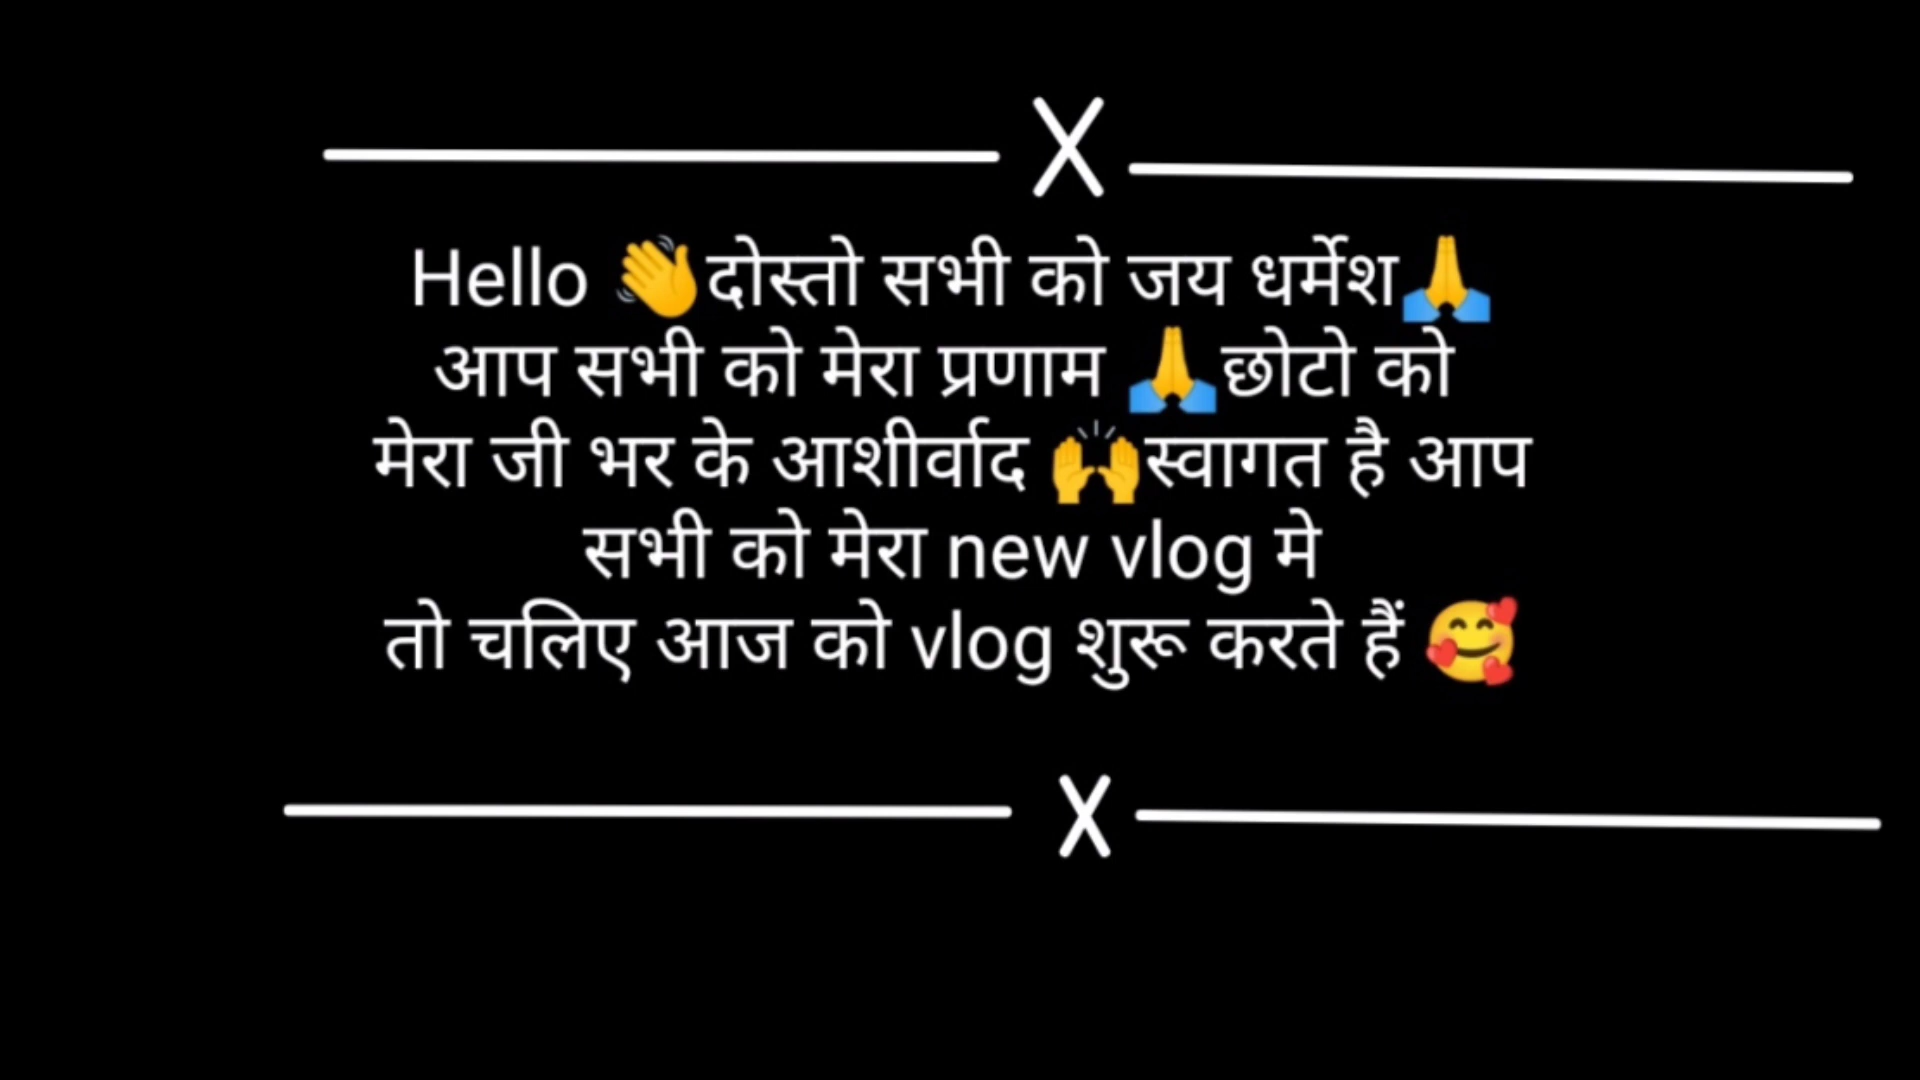 X
Hello 👋दोस्तो सभी को जय धर्मेश🙏
आप सभी को मेरा प्रणाम 🙏छोटो को
मेरा जी भर के आशीर्वाद 🙌स्वागत है आप
सभी को मेरा new vlog मे
तो चलिए आज को vlog शुरू करते हैं 🥰
X